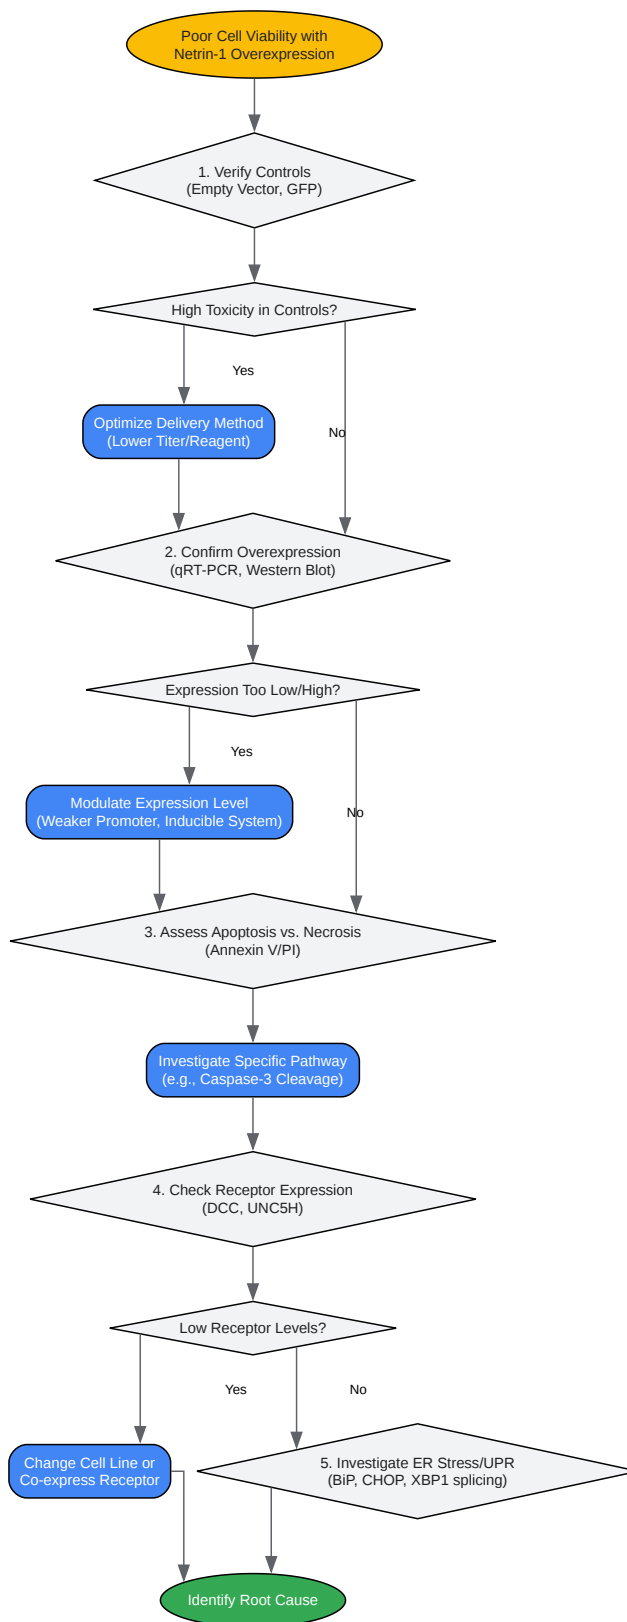 Poor Cell Viability with
Netrin-1 Overexpression
1. Verify Controls
(Empty Vector, GFP)
High Toxicity in Controls?
Yes
Optimize Delivery Method
(Lower Titer/Reagent)
No
2. Confirm Overexpression
(qRT-PCR, Western Blot)
Expression Too Low/High?
Yes
Modulate Expression Level
(Weaker Promoter, Inducible System)
No
3. Assess Apoptosis vs. Necrosis
(Annexin V/PI)
Investigate Specific Pathway
(e.g., Caspase-3 Cleavage)
4. Check Receptor Expression
(DCC, UNC5H)
Low Receptor Levels?
Yes
No
Change Cell Line or
Co-express Receptor
5. Investigate ER Stress/UPR
(BiP, CHOP, XBP1 splicing)
Identify Root Cause